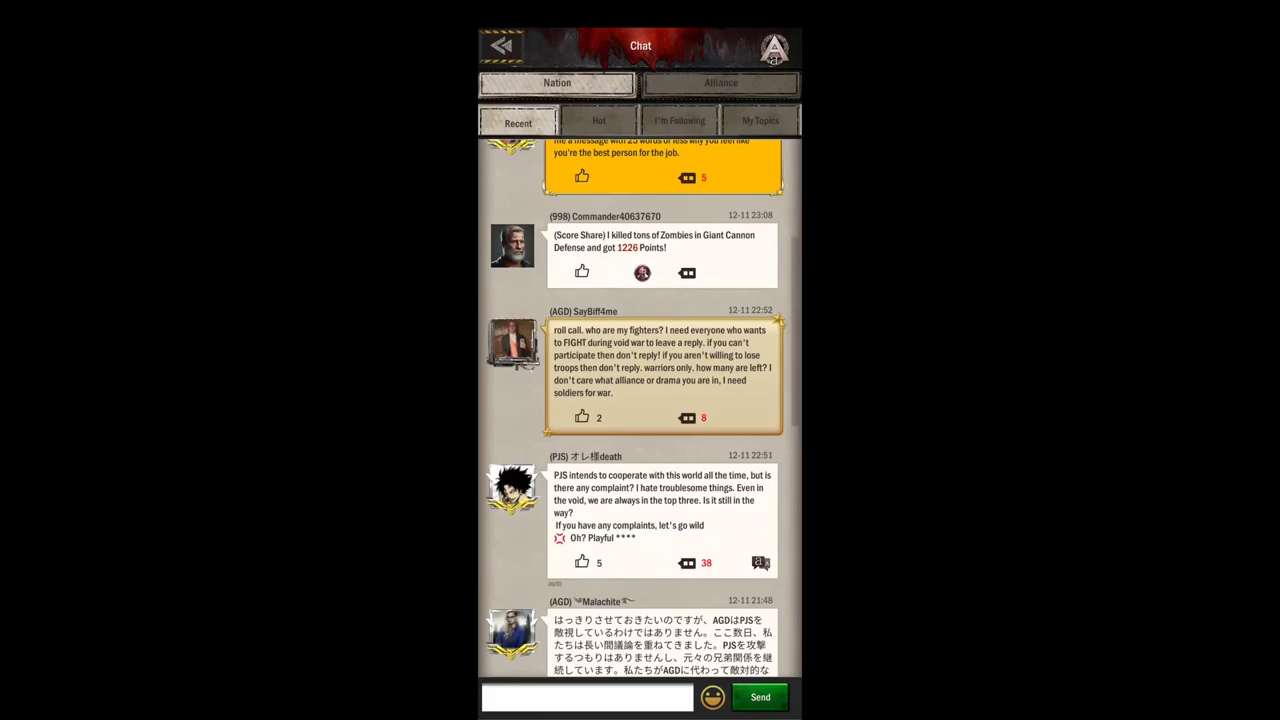 Chat
Nation
Alliance
Recent
Hot
I'm Following
My Topics
me a message with 25 words or less why you feel like
you're the best person for the job.
5
(998) Commander40637670
12-11 23:08
(Score Share) I killed tons of Zombies in Giant Cannon
Defense and got 1226 Points!
(AGD) SayBiff4me
12-11 22:52
roll call. who are my fighters? I need everyone who wants
to FIGHT during void war to leave a reply. if you can't
participate then don't reply! if you aren't willing to lose
troops then don't reply. warriors only. how many are left? I
don't care what alliance or drama you are in, I need
soldiers for war.
2
8
(PJS) オレ様death
12-11 22:51
PJS intends to cooperate with this world all the time, but is
there any complaint? I hate troublesome things. Even in
the void, we are always in the top three. Is it still in the
way?
If you have any complaints, let's go wild
💢 Oh? Playful ****
5
38
(AGD) ༺Malachite༻
12-11 21:48
はっきりさせておきたいのですが、AGDはPJSを
敵視しているわけではありません。ここ数日、私
たちは長い間議論を重ねてきました。PJSを攻撃
するつもりはありませんし、元々の兄弟関係を継
続しています。私たちがAGDに代わって敵対的な
Send